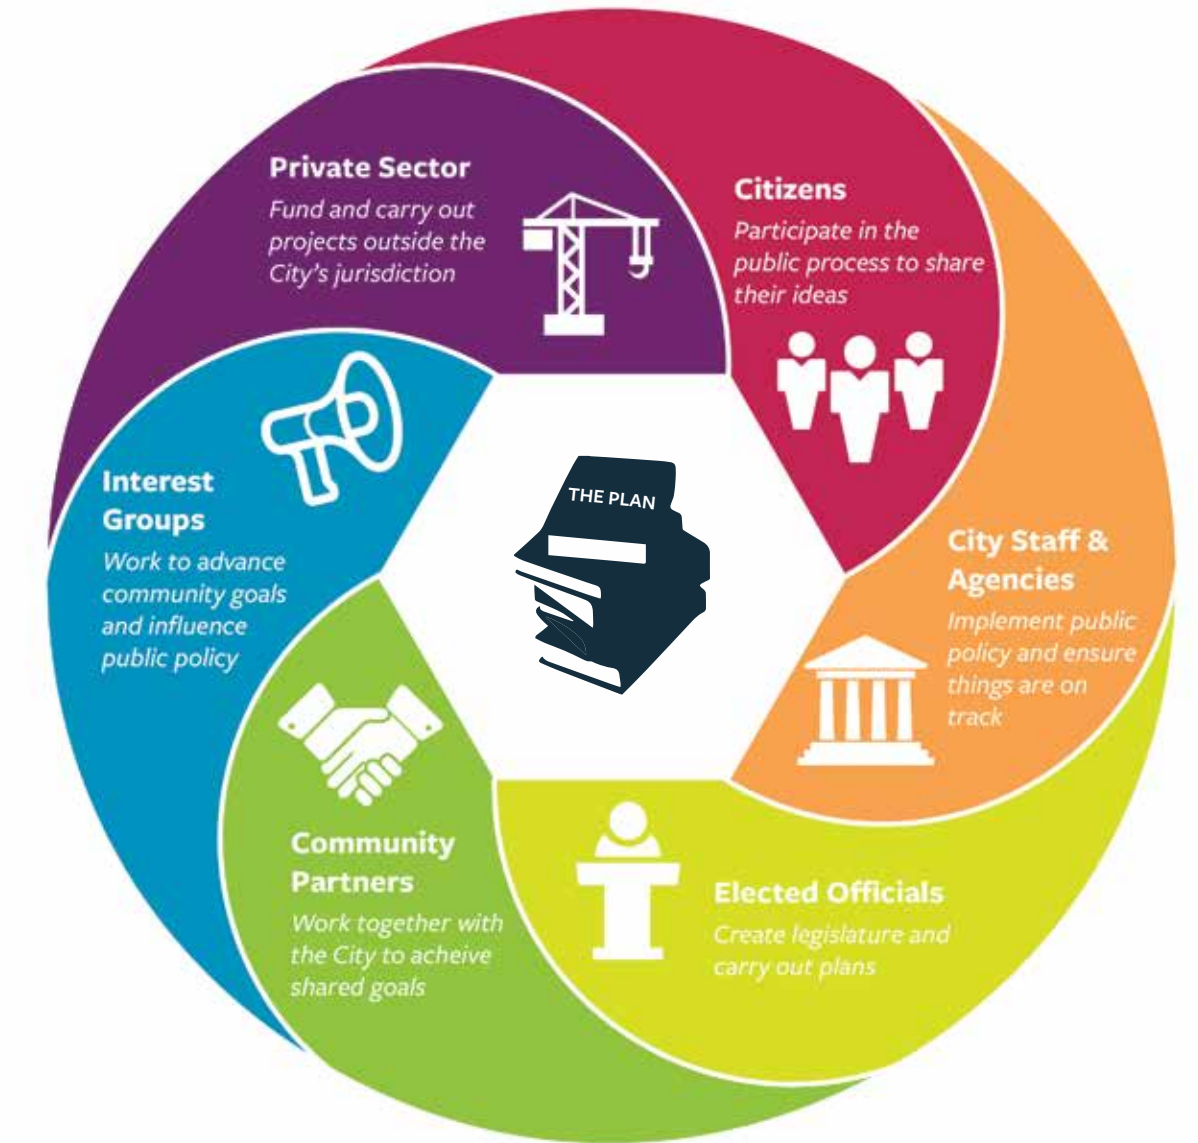 Private Sector
Fund and carry out
projects outside the
City's jurisdiction
Citizens
Participate in the
public process to share
their ideas
City Staff &
Agencies
Implement public
policy and ensure
things are on
track
Elected Officials
Create legislature and
carry out plans
Community
Partners
Work together with
the City to acheive
shared goals
Interest
Groups
Work to advance
community goals
and influence
public policy
THE PLAN